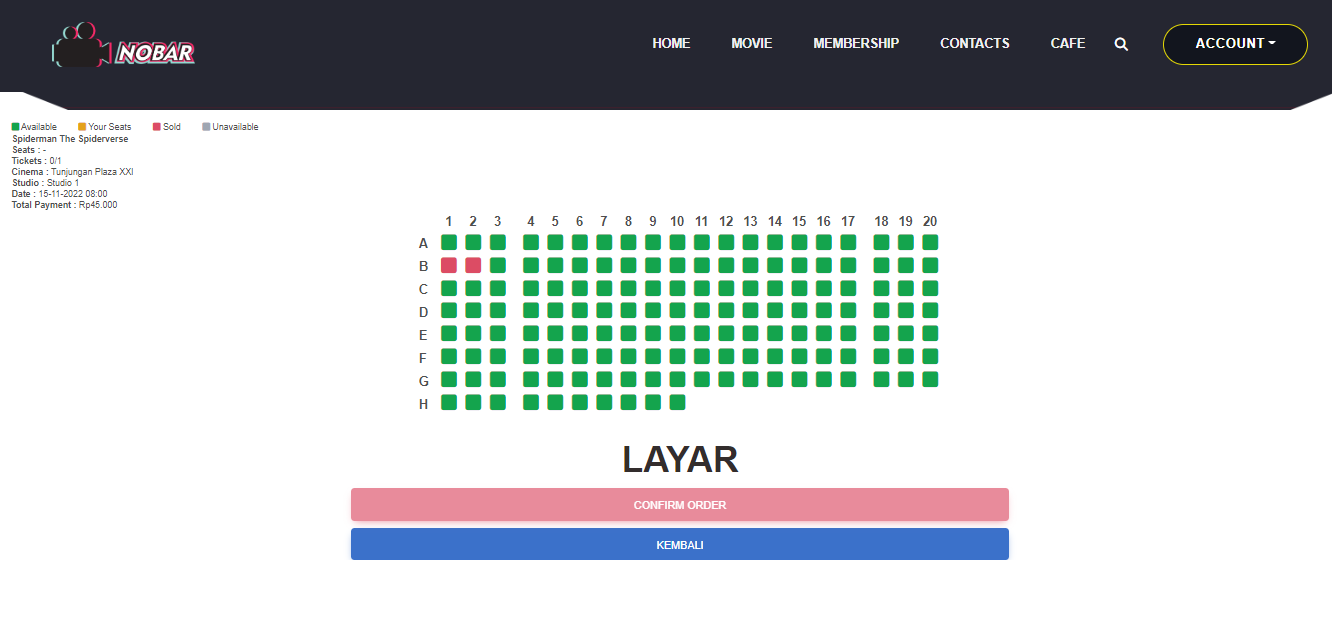 NOBAR HOME MOVIE MEMBERSHIP CONTACTS CAFE ACCOUNT
Available Your Seats Sold Unavailable
Spiderman The Spiderverse
Seats : -
Tickets : 0/1
Cinema : Tunjungan Plaza XXI
Studio : Studio 1
Date : 15-11-2022 08:00
Total Payment : Rp45.000
1 2 3 4 5 6 7 8 9 10 11 12 13 14 15 16 17 18 19 20
A
B
C
D
E
F
G
H
LAYAR
CONFIRM ORDER
KEMBALI